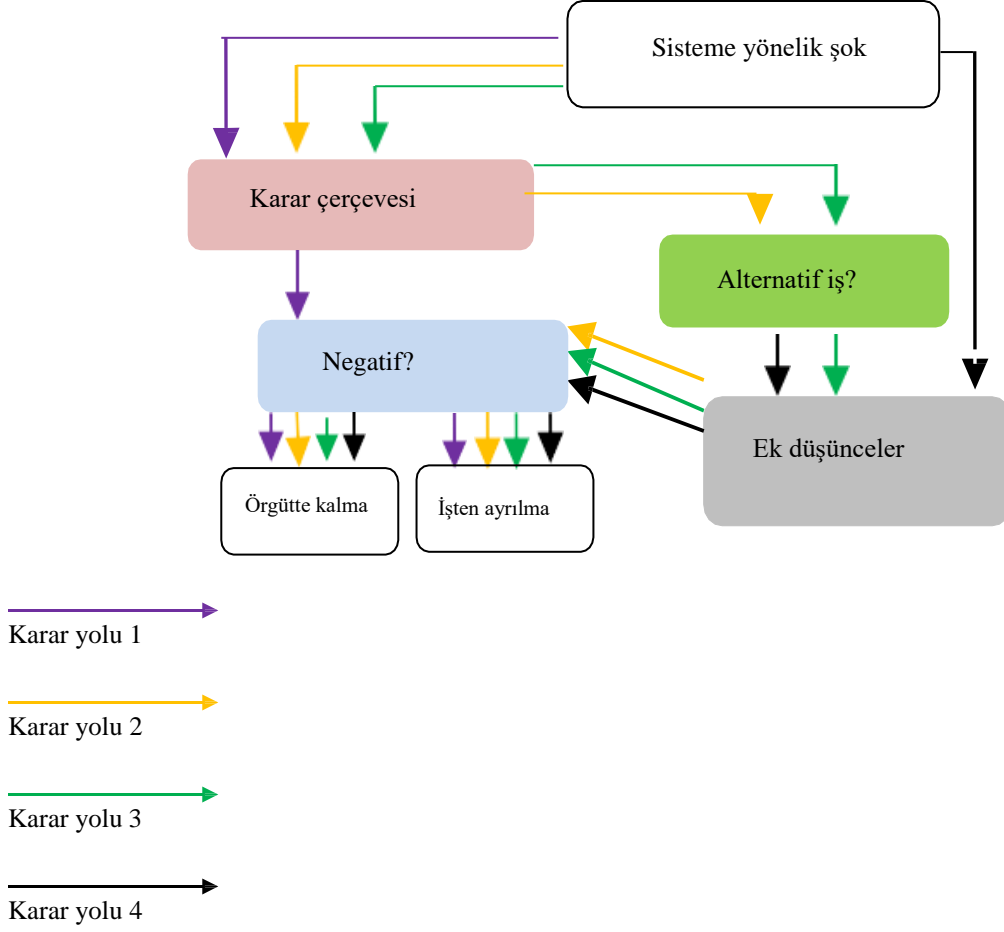 Sisteme yönelik şok
Karar çerçevesi
Alternatif iş?
Negatif?
Ek düşünceler
Örgütte kalma
İşten ayrılma
Karar yolu 1
Karar yolu 2
Karar yolu 3
Karar yolu 4